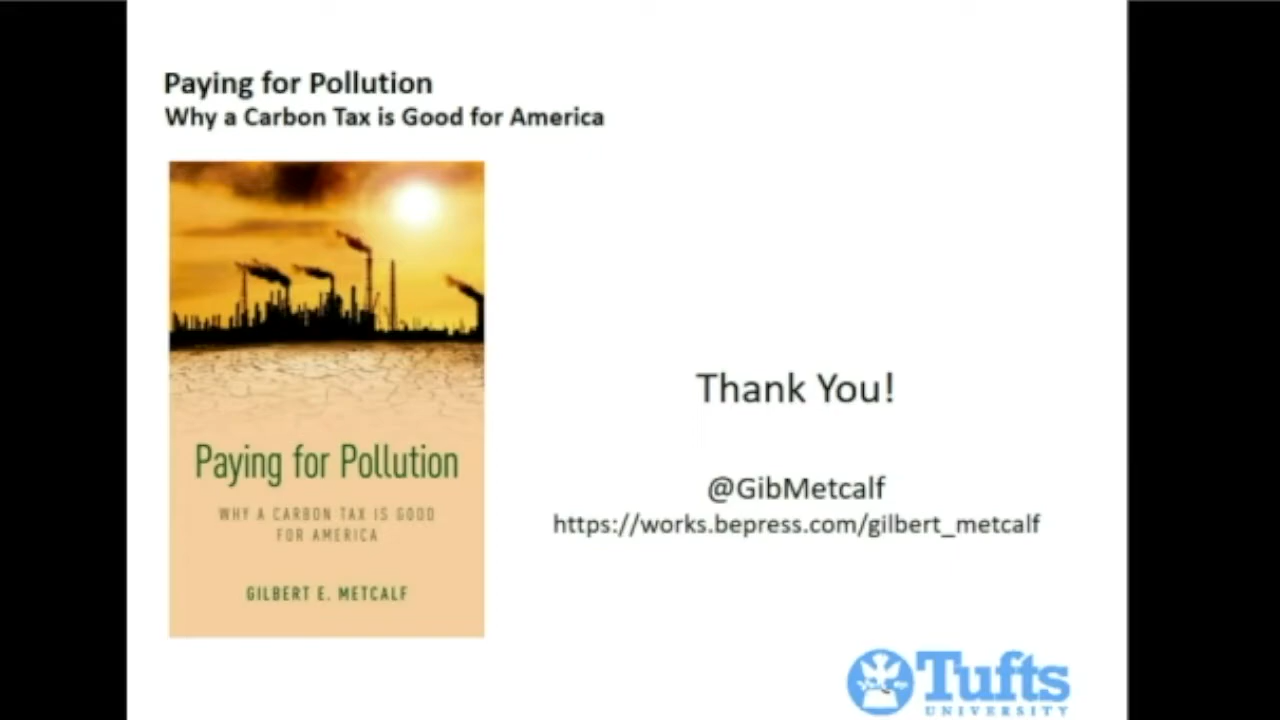 Paying for Pollution
Why a Carbon Tax is Good for America
Paying for Pollution
WHY A CARBON TAX IS GOOD
FOR AMERICA
GILBERT E. METCALF
Thank You!
@GibMetcalf
https://works.bepress.com/gilbert_metcalf
Tufts
UNIVERSITY